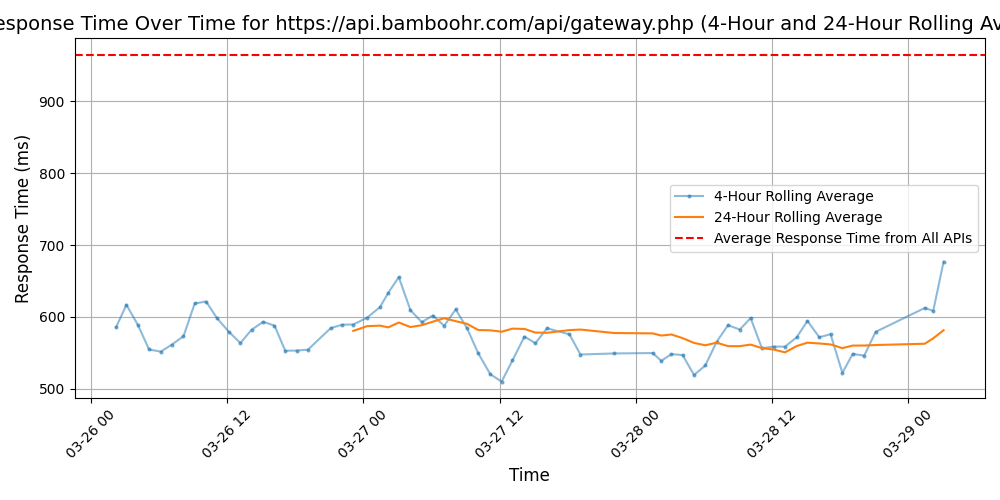 esponse Time Over Time for https://api.bamboohr.com/api/gateway.php (4-Hour and 24-Hour Rolling Av
Response Time (ms)
900
800
700
600
500
4-Hour Rolling Average
24-Hour Rolling Average
Average Response Time from All APIs
03-26 00
03-26 12
03-27 00
03-27 12
03-28 00
03-28 12
03-29 00
Time